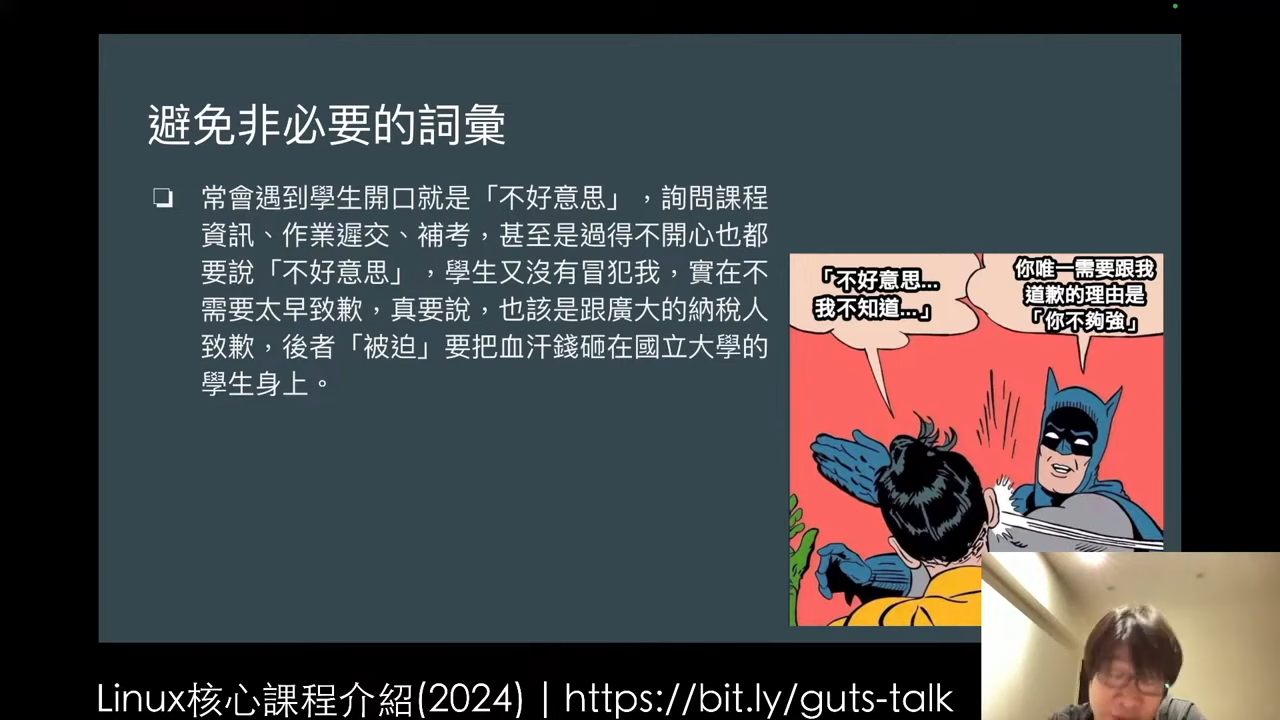 避免非必要的詞彙
❏ 常會遇到學生開口就是「不好意思」，詢問課程
資訊、作業遲交、補考，甚至是過得不開心也都
要說「不好意思」，學生又沒有冒犯我，實在不
需要太早致歉，真要說，也該是跟廣大的納稅人
致歉，後者「被迫」要把血汗錢砸在國立大學的
學生身上。
「不好意思...
我不知道...」
你唯一需要跟我
道歉的理由是
「你不夠強」
Linux核心課程介紹(2024) | https://bit.ly/guts-talk